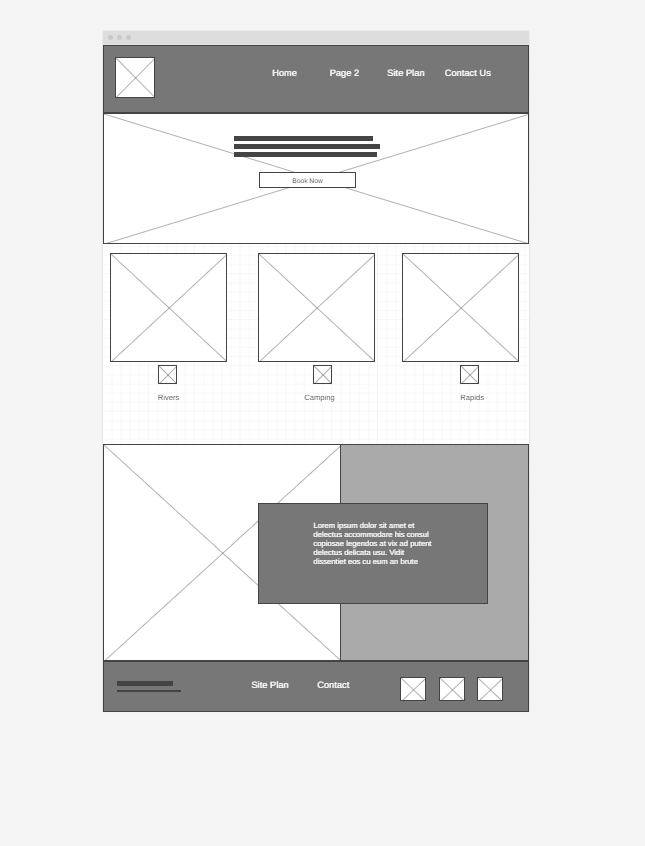 Home Page 2 Site Plan Contact Us
Book Now
Rivers
Camping
Rapids
Lorem ipsum dolor sit amet et
delectus accommodare his consul
copiosae legendos at vix ad putent
delectus delicata usu. Vidit
dissentiet eos cu eum an brute
Site Plan Contact